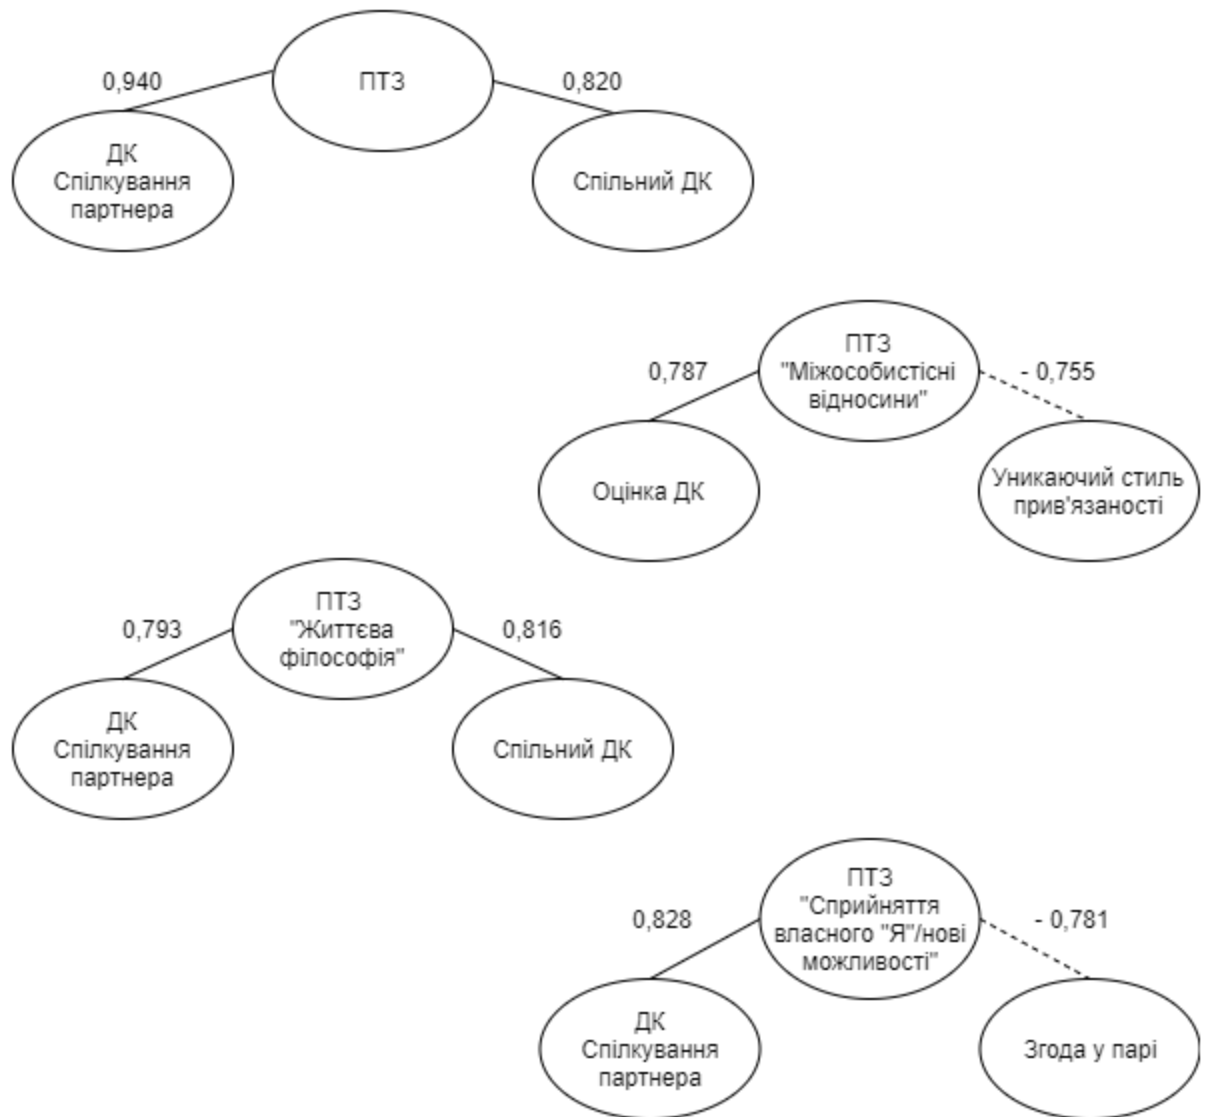 0,940
ПТЗ
0,820
ДК
Спілкування
партнера
Спільний ДК
0,787
ПТЗ
"Міжособистісні
відносини"
- 0,755
Оцінка ДК
Уникаючий стиль
прив'язаності
0,793
ПТЗ
"Життєва
філософія"
0,816
ДК
Спілкування
партнера
Спільний ДК
0,828
ПТЗ
"Сприйняття
власного "Я"/нові
можливості"
- 0,781
ДК
Спілкування
партнера
Згода у парі